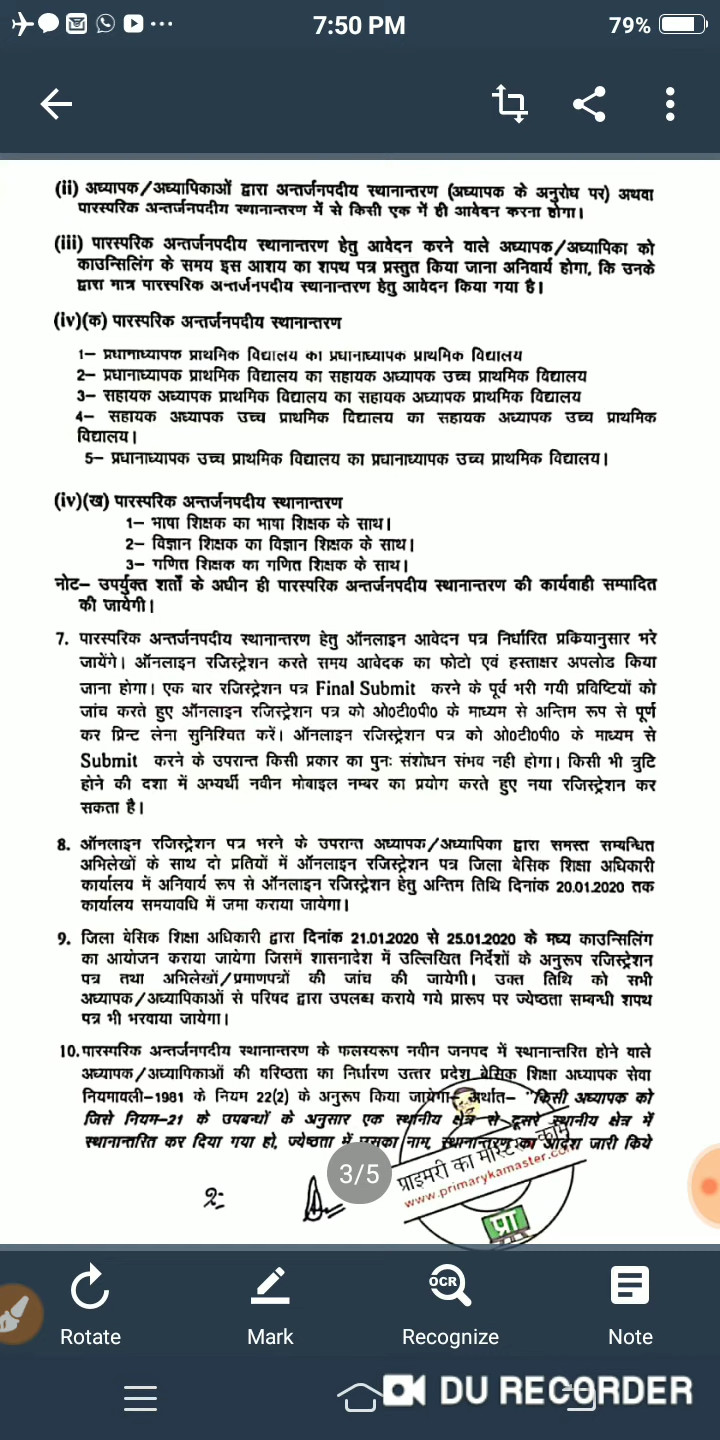 7:50 PM
79%
(ii) अध्यापक/अध्यापिकाओं द्वारा अन्तर्जनपदीय स्थानान्तरण (अध्यापक के अनुरोध पर) अथवा
पारस्परिक अन्तर्जनपदीय स्थानान्तरण में से किसी एक में ही आवेदन करना होगा।
(iii) पारस्परिक अन्तर्जनपदीय स्थानान्तरण हेतु आवेदन करने वाले अध्यापक/अध्यापिका को
काउन्सिलिंग के समय इस आशय का शपथ पत्र प्रस्तुत किया जाना अनिवार्य होगा, कि उनके
द्वारा मात्र पारस्परिक अन्तर्जनपदीय स्थानान्तरण हेतु आवेदन किया गया है।
(iv)(क) पारस्परिक अन्तर्जनपदीय स्थानान्तरण
1– प्रधानाध्यापक प्राथमिक विद्यालय का प्रधानाध्यापक प्राथमिक विद्यालय
2– प्रधानाध्यापक प्राथमिक विद्यालय का सहायक अध्यापक उच्च प्राथमिक विद्यालय
3– सहायक अध्यापक प्राथमिक विद्यालय का सहायक अध्यापक प्राथमिक विद्यालय
4– सहायक अध्यापक उच्च प्राथमिक विद्यालय का सहायक अध्यापक उच्च प्राथमिक
विद्यालय।
5– प्रधानाध्यापक उच्च प्राथमिक विद्यालय का प्रधानाध्यापक उच्च प्राथमिक विद्यालय।
(iv)(ख) पारस्परिक अन्तर्जनपदीय स्थानान्तरण
1– भाषा शिक्षक का भाषा शिक्षक के साथ।
2– विज्ञान शिक्षक का विज्ञान शिक्षक के साथ।
3– गणित शिक्षक का गणित शिक्षक के साथ।
नोट– उपर्युक्त शर्तों के अधीन ही पारस्परिक अन्तर्जनपदीय स्थानान्तरण की कार्यवाही सम्पादित
की जायेगी।
7. पारस्परिक अन्तर्जनपदीय स्थानान्तरण हेतु ऑनलाइन आवेदन पत्र निर्धारित प्रकियानुसार भरे
जायेंगे। ऑनलाइन रजिस्ट्रेशन करते समय आवेदक का फोटो एवं हस्ताक्षर अपलोड किया
जाना होगा। एक बार रजिस्ट्रेशन पत्र Final Submit करने के पूर्व भरी गयी प्रविष्टियों को
जांच करते हुए ऑनलाइन रजिस्ट्रेशन पत्र को ओ0टी0पी0 के माध्यम से अन्तिम रूप से पूर्ण
कर प्रिन्ट लेना सुनिश्चित करें। ऑनलाइन रजिस्ट्रेशन पत्र को ओ0टी0पी0 के माध्यम से
Submit करने के उपरान्त किसी प्रकार का पुनः संशोधन संभव नही होगा। किसी भी त्रुटि
होने की दशा में अभ्यर्थी नवीन मोबाइल नम्बर का प्रयोग करते हुए नया रजिस्ट्रेशन कर
सकता है।
8. ऑनलाइन रजिस्ट्रेशन पत्र भरने के उपरान्त अध्यापक/अध्यापिका द्वारा समस्त सम्बन्धित
अभिलेखों के साथ दो प्रतियों में ऑनलाइन रजिस्ट्रेशन पत्र जिला बेसिक शिक्षा अधिकारी
कार्यालय में अनिवार्य रूप से ऑनलाइन रजिस्ट्रेशन हेतु अन्तिम तिथि दिनांक 20.01.2020 तक
कार्यालय समयावधि में जमा कराया जायेगा।
9. जिला बेसिक शिक्षा अधिकारी द्वारा दिनांक 21.01.2020 से 25.01.2020 के मध्य काउन्सिलिंग
का आयोजन कराया जायेगा जिसमें शासनादेश में उल्लिखित निर्देशों के अनुरूप रजिस्ट्रेशन
पत्र तथा अभिलेखों/प्रमाणपत्रों की जांच की जायेगी। उक्त तिथि को सभी
अध्यापक/अध्यापिकाओं से परिषद द्वारा उपलब्ध कराये गये प्रारूप पर ज्येष्ठता सम्बन्धी शपथ
पत्र भी भरवाया जायेगा।
10. पारस्परिक अन्तर्जनपदीय स्थानान्तरण के फलस्वरूप नवीन जनपद में स्थानान्तरित होने वाले
अध्यापक/अध्यापिकाओं की वरिष्ठता का निर्धारण उत्तर प्रदेश बेसिक शिक्षा अध्यापक सेवा
नियमावली–1981 के नियम 22(2) के अनुरूप किया जायेगा– अर्थात– "किसी अध्यापक को
जिसे नियम–21 के उपबन्धों के अनुसार एक स्थानीय क्षेत्र से दूसरे स्थानीय क्षेत्र में
स्थानान्तरित कर दिया गया हो, ज्येष्ठता में उसका नाम, स्थानान्तरण का आदेश जारी किये
3/5
प्राइमरी का मास्टर
www.primarykamaster.com
प्रा
Rotate
Mark
OCR
Recognize
Note
DU RECORDER